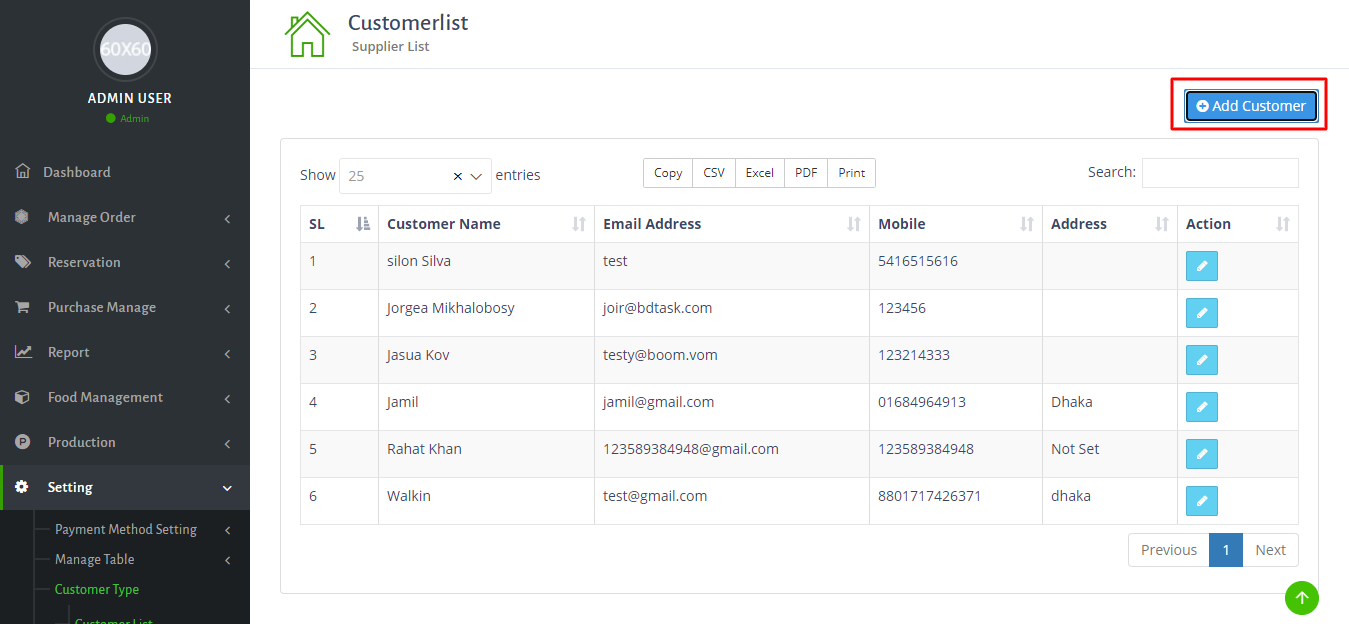 60X60
ADMIN USER
Admin
Dashboard
Manage Order
Reservation
Purchase Manage
Report
Food Management
P Production
Setting
Payment Method Setting
Manage Table
Customer Type
Customer List
Customerlist
Supplier List
Add Customer
Show 25 entries
Copy CSV Excel PDF Print
Search:
SL Customer Name Email Address Mobile Address Action
1 silon Silva test 5416515616
2 Jorgea Mikhalobosy joir@bdtask.com 123456
3 Jasua Kov testy@boom.vom 123214333
4 Jamil jamil@gmail.com 01684964913 Dhaka
5 Rahat Khan 123589384948@gmail.com 123589384948 Not Set
6 Walkin test@gmail.com 8801717426371 dhaka
Previous 1 Next